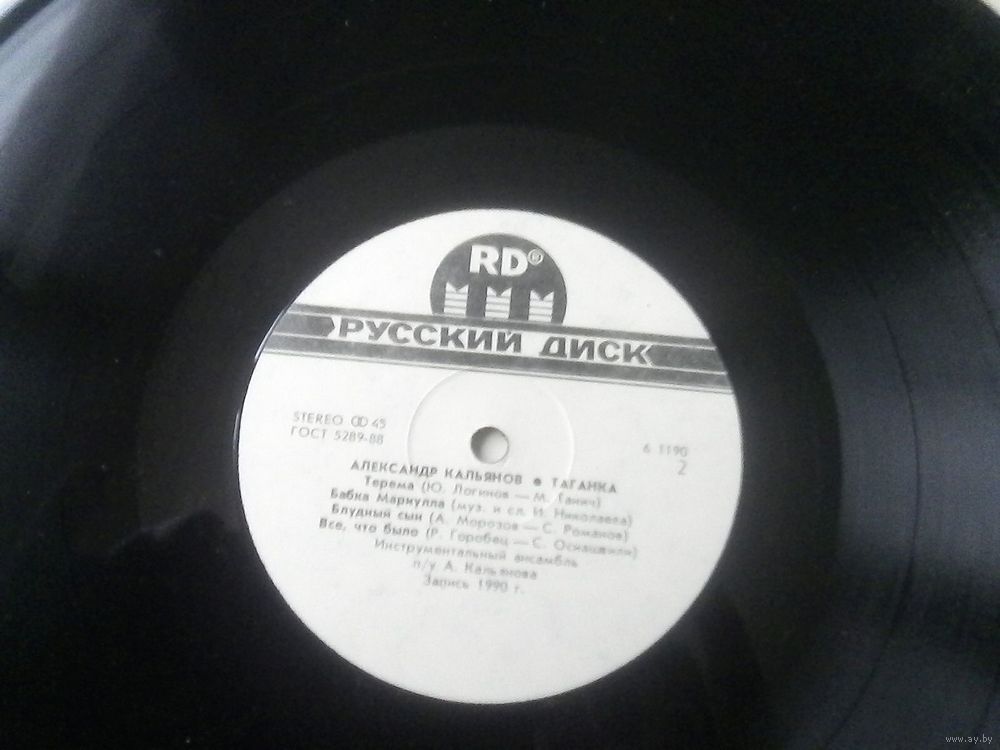 RD®
РУССКИЙ ДИСК
STEREO ꝎD 45
ГОСТ 5289-88
6 1190
2
АЛЕКСАНДР КАЛЬЯНОВ • ТАГАНКА
Терема (Ю. Логинов — М. Танич)
Бабка Маркулла (муз. и сл. И. Николаева)
Блудный сын (А. Морозов — С. Романов)
Все, что было (Р. Горобец — С. Осиашвили)
Инструментальный ансамбль
п/у А. Кальянова
Запись 1990 г.
www.ay.by